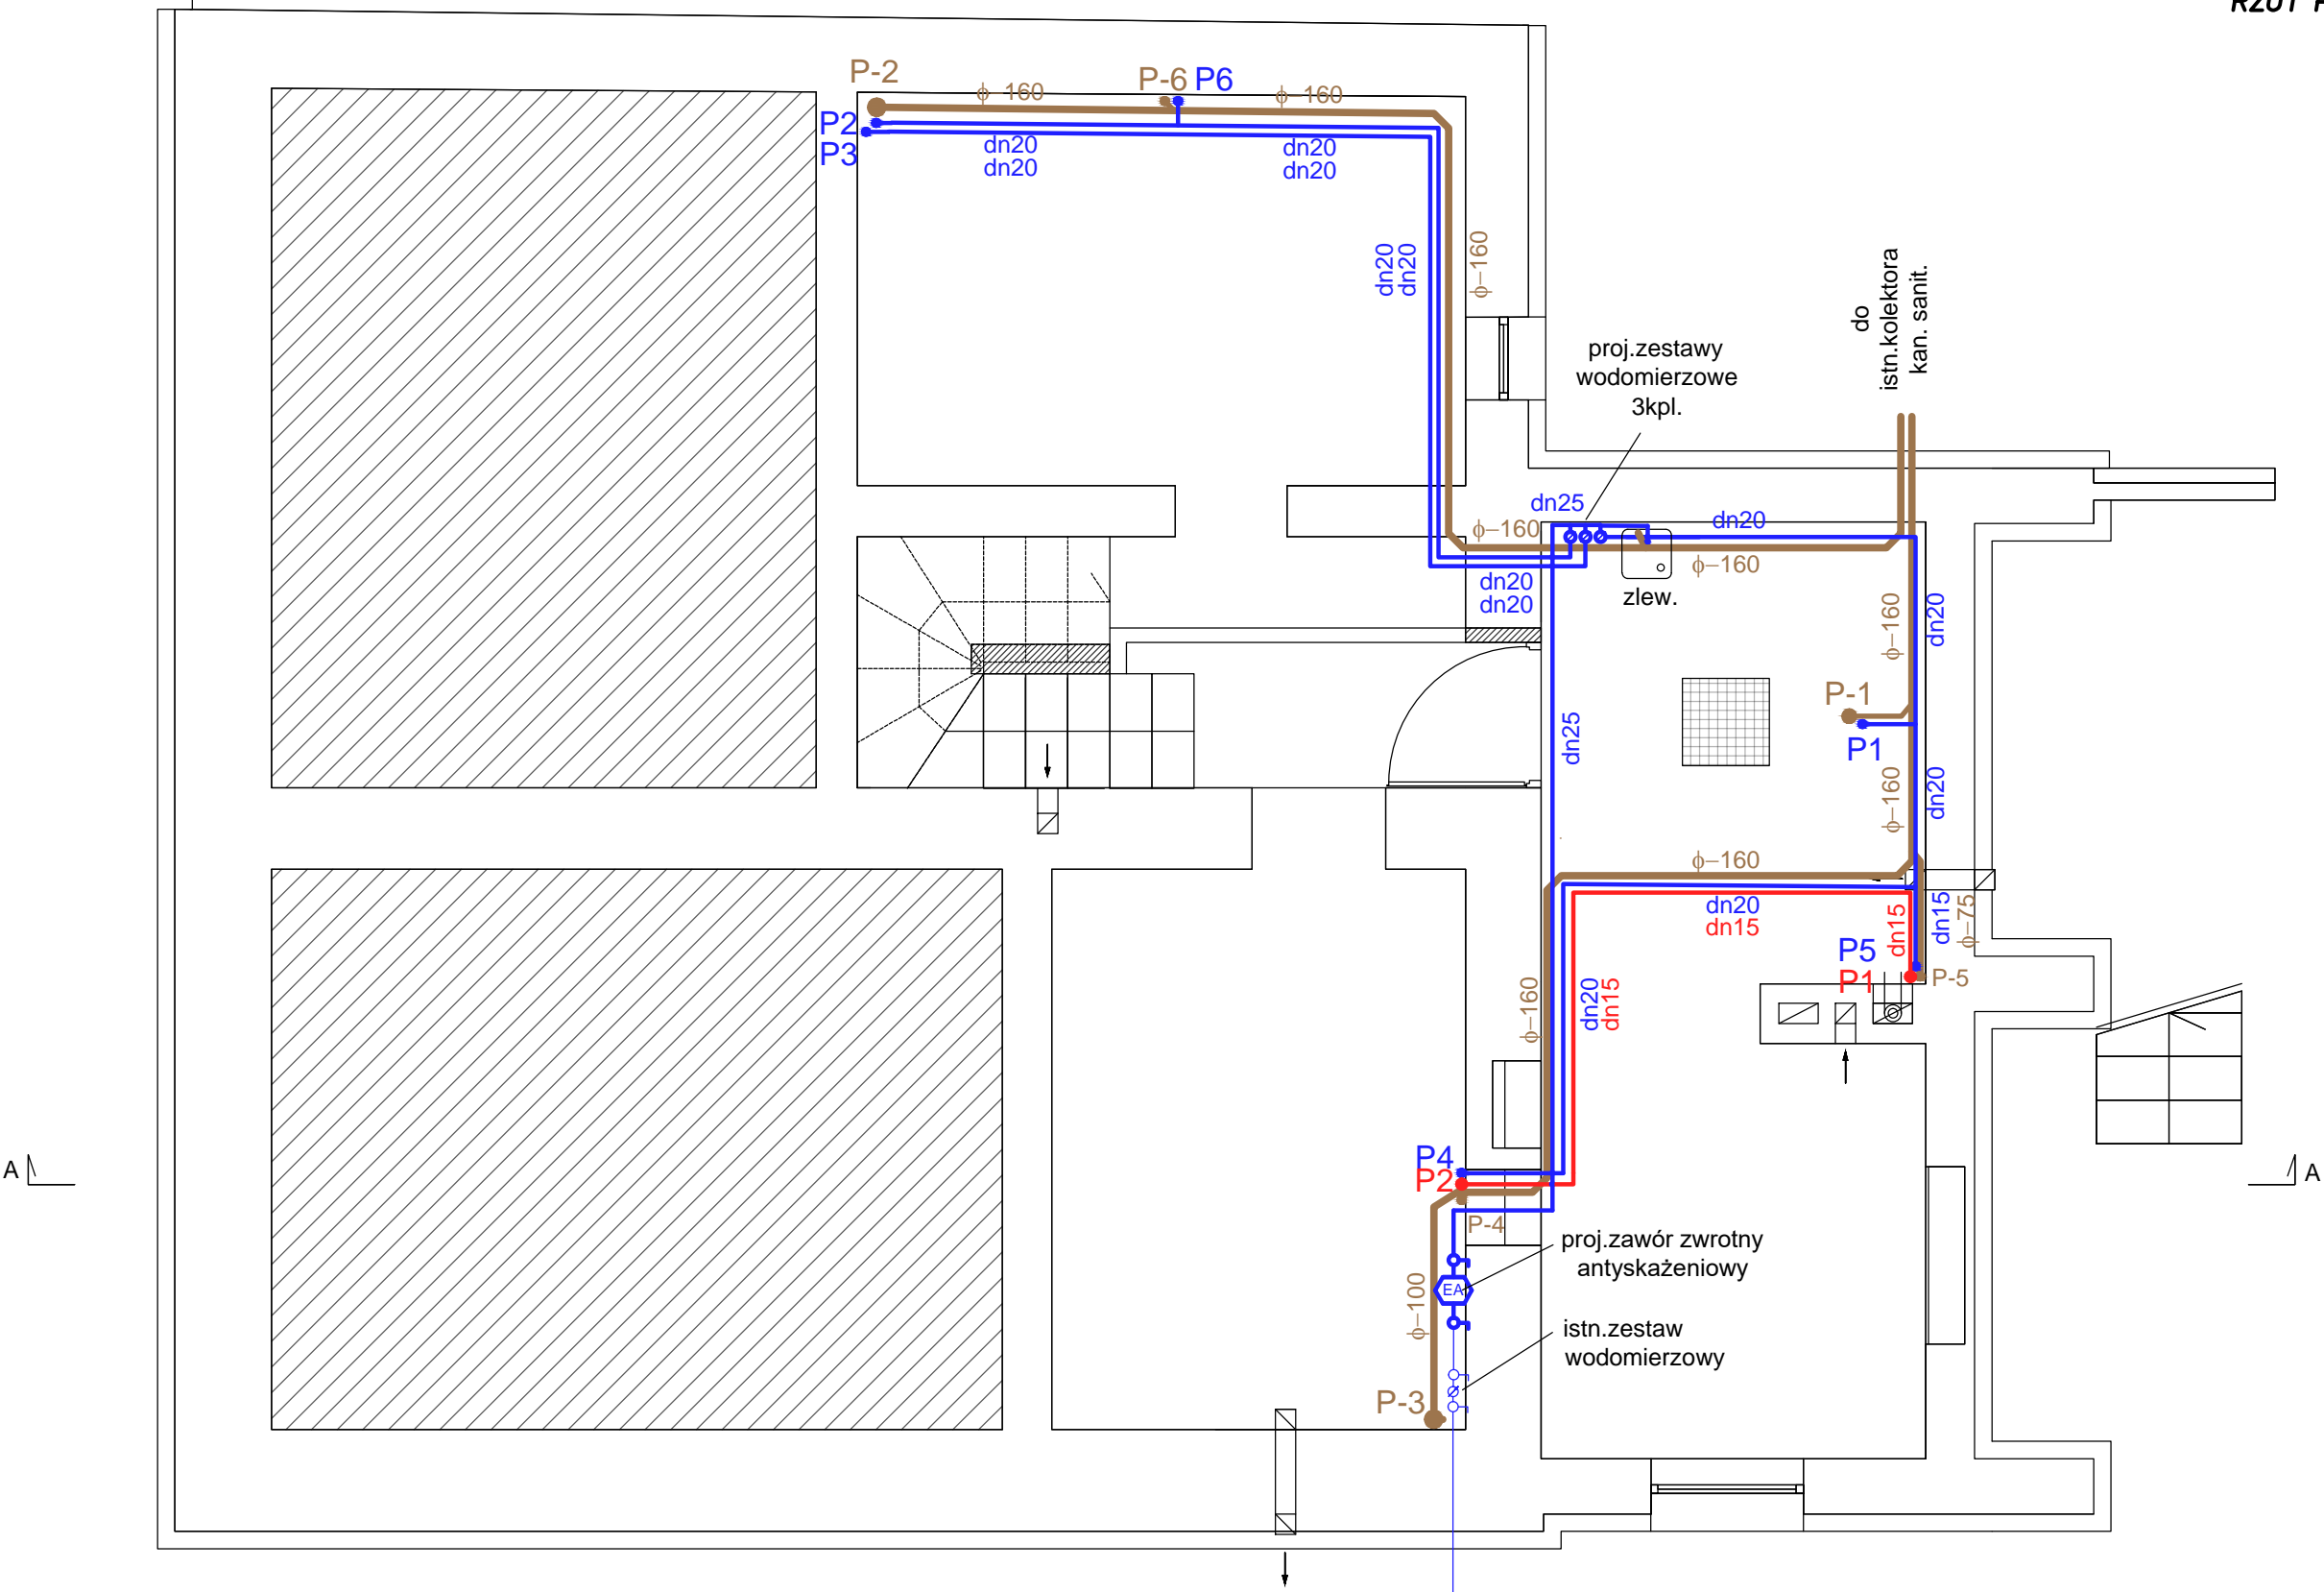 RZUT
P-2
ϕ-160
P-6 P6
ϕ-160
P2
P3
dn20
dn20
dn20
dn20
dn20
dn20
ϕ-160
do
istn.kolektora
kan. sanit.
proj.zestawy
wodomierzowe
3kpl.
dn25
dn20
ϕ-160
ϕ-160
dn20
dn20
zlew.
ϕ-160
dn20
P-1
P1
dn25
ϕ-160
dn20
ϕ-160
dn20
dn15
dn15
dn15
ϕ-75
P5
P1
P-5
ϕ-160
dn20
dn15
A
A
P4
P2
P-4
proj.zawór zwrotny
antyskażeniowy
EA
ϕ-100
istn.zestaw
wodomierzowy
P-3